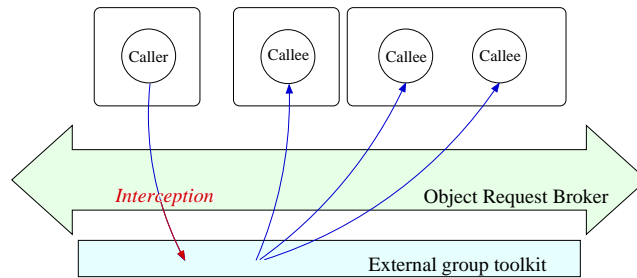 Caller
Callee
Callee
Callee
Interception
Object Request Broker
External group toolkit